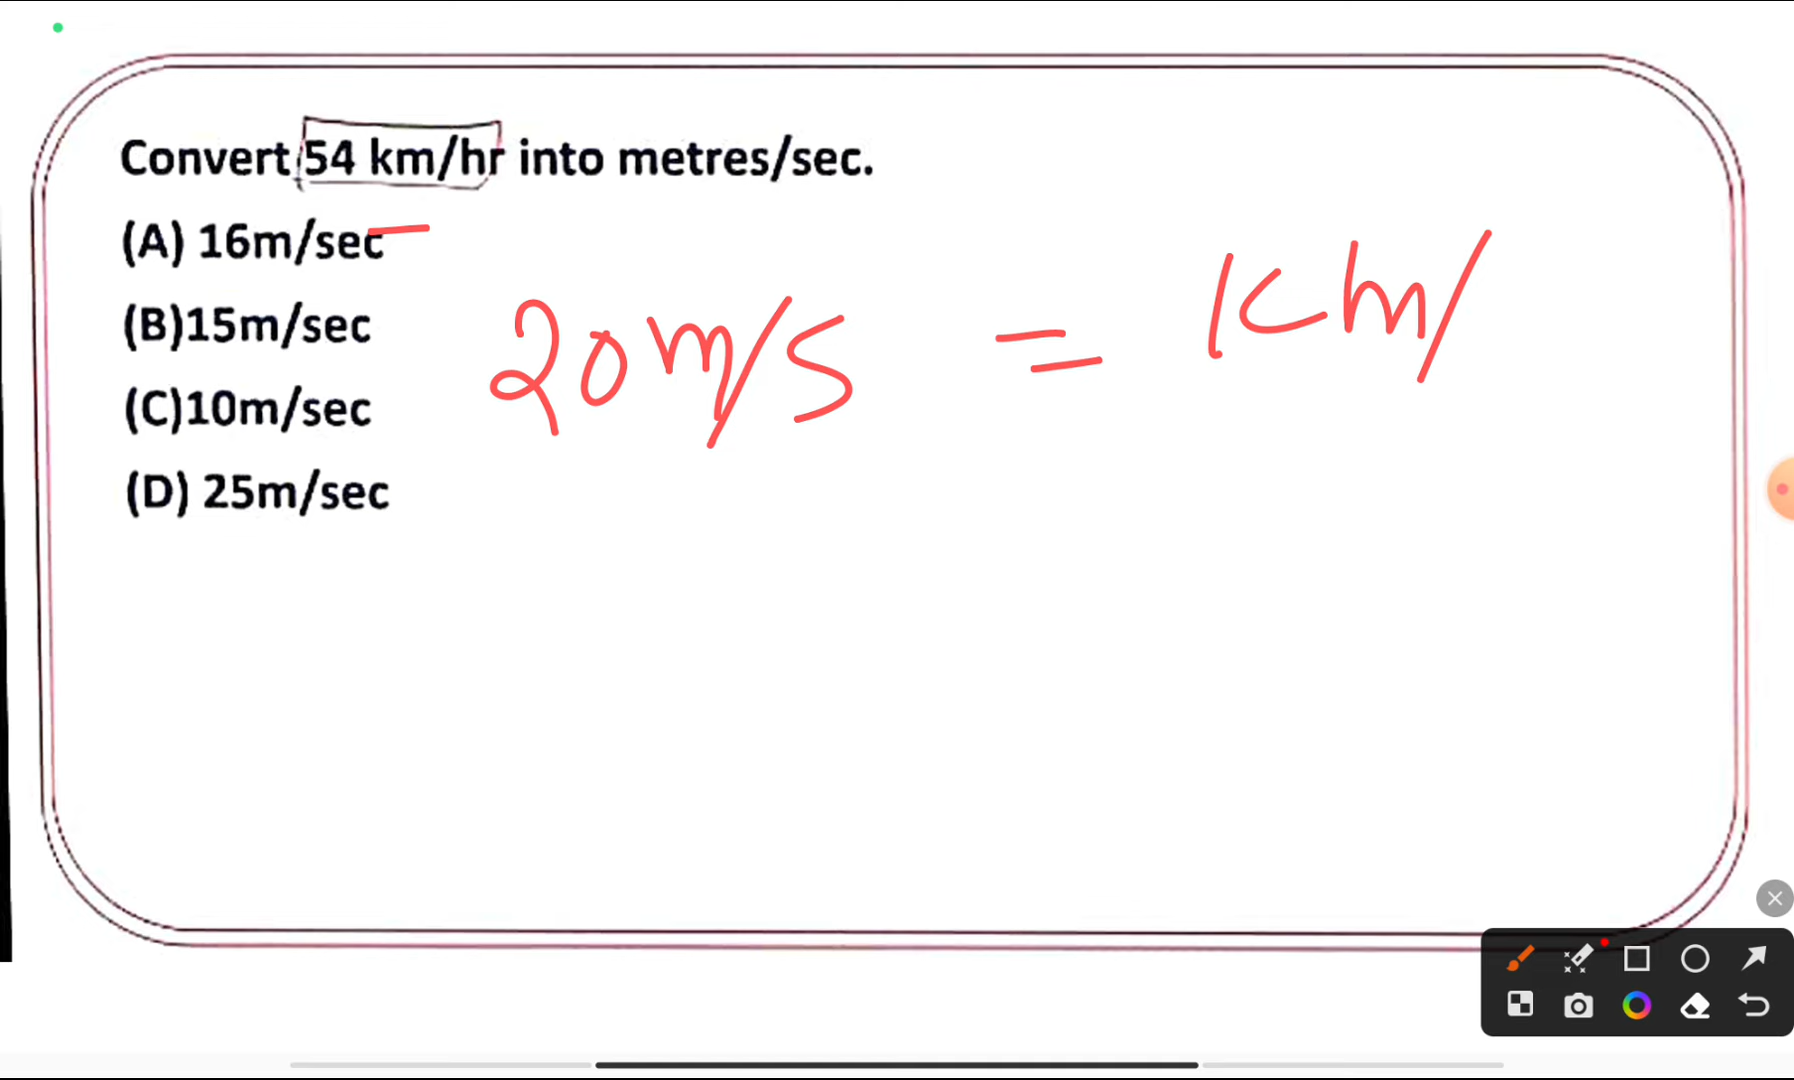 Convert 54 km/hr into metres/sec.
(A) 16m/sec
(B)15m/sec
(C)10m/sec
(D) 25m/sec
20m/s = Km/